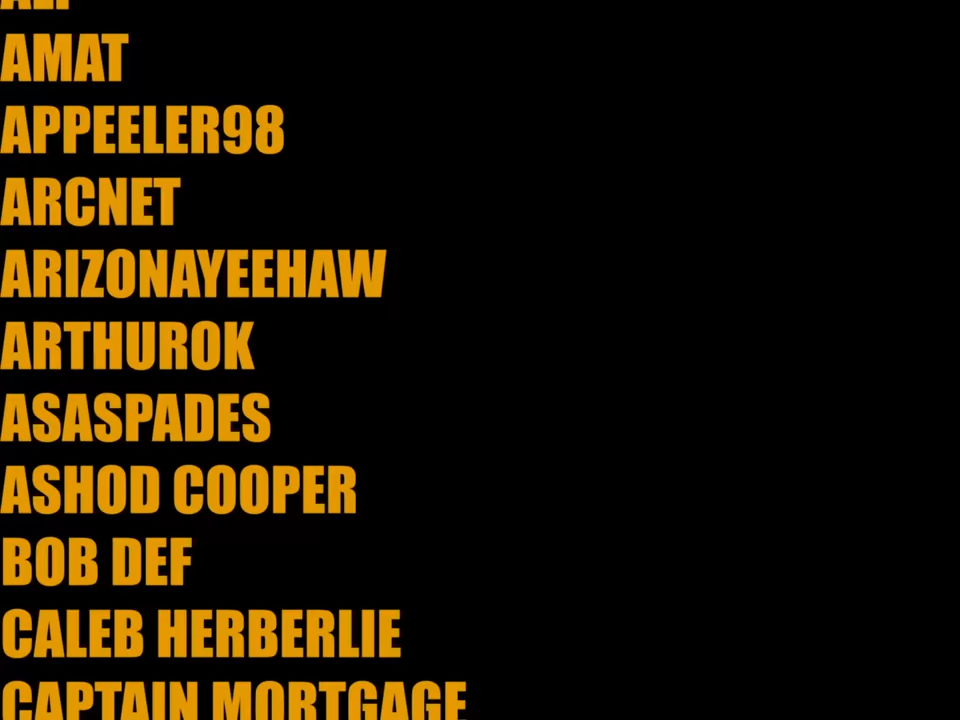 AMAT
APPEELER98
ARCNET
ARIZONAYEEHAW
ARTHUROK
ASASPADES
ASHOD COOPER
BOB DEF
CALEB HERBERLIE
CAPTAIN MORTGAGE